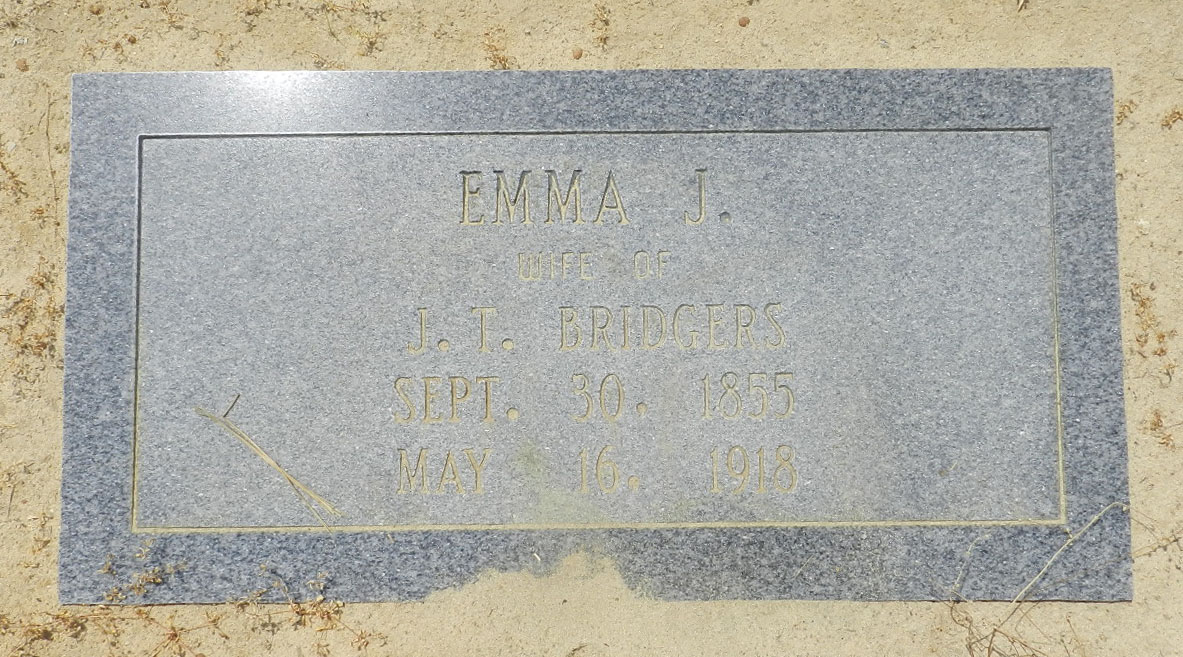 EMMA J.
WIFE OF
J. T. BRIDGERS
SEPT. 30. 1855
MAY 16. 1918